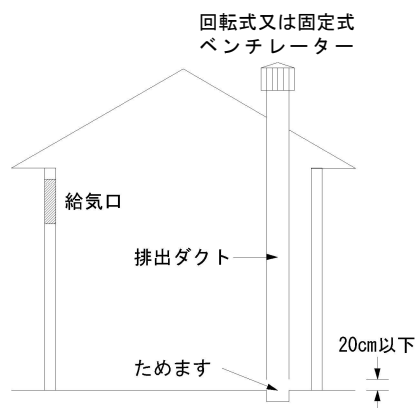 回転式又は固定式
ベンチレーター
給気口
排出ダクト
ためます
20cm以下